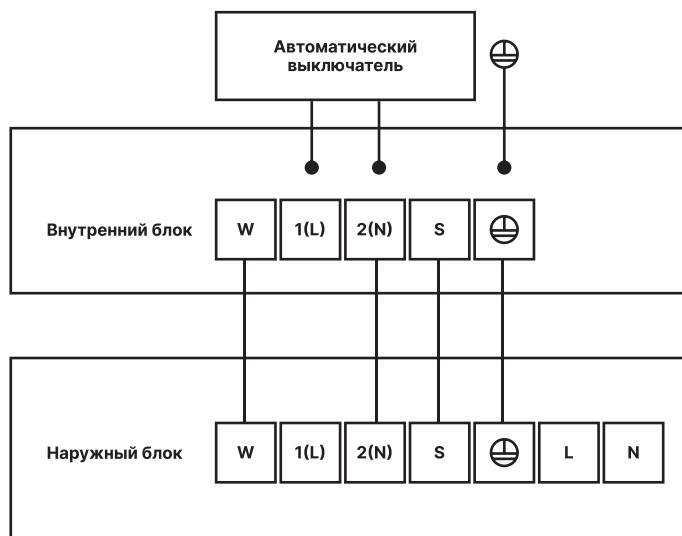 Автоматический
выключатель
Внутренний блок
W
1(L)
2(N)
S
Наружный блок
W
1(L)
2(N)
S
L
N